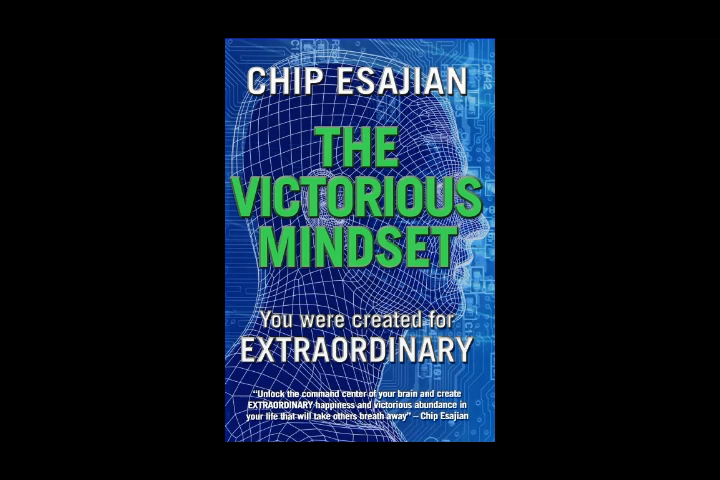 CHIP ESAJIAN
THE
VICTORIOUS
MINDSET
You were created for
EXTRAORDINARY
"Unlock the command center of your brain and create
EXTRAORDINARY happiness and victorious abundance in
your life that will take others breath away" – Chip Esajian